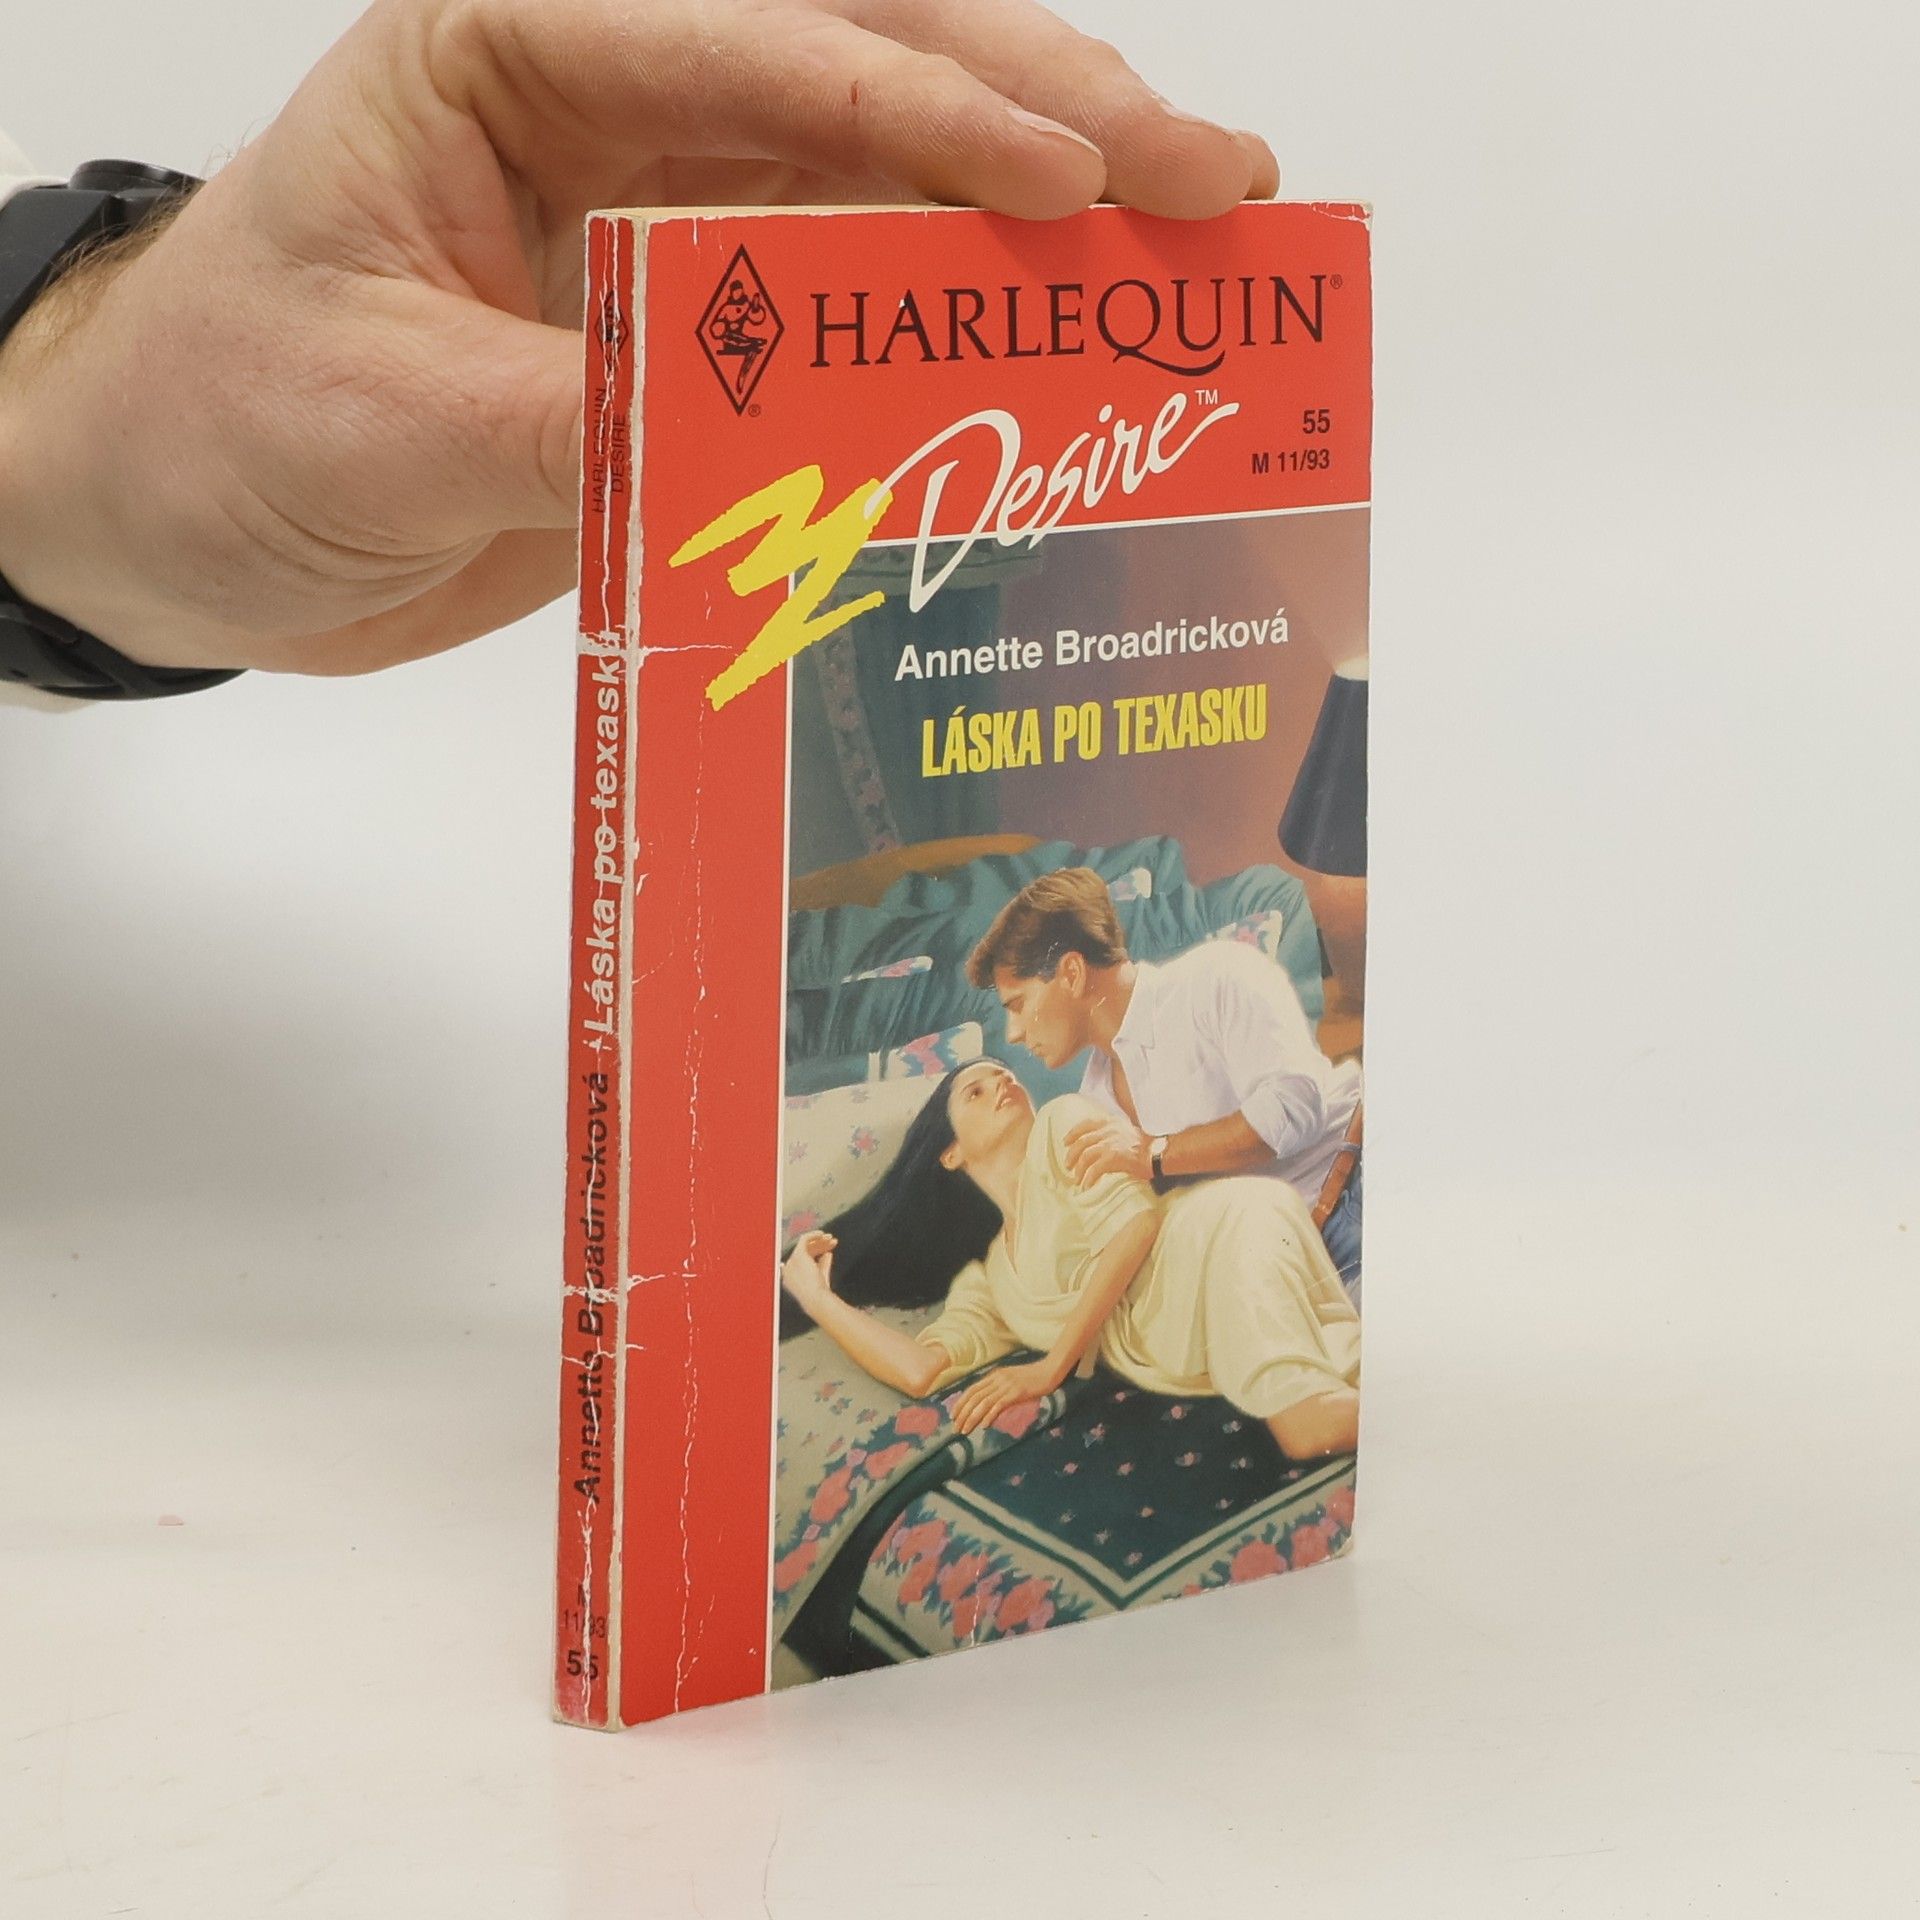 HARLEQUIN®
®
Desire™
55
M 11/93
Annette Broadricková
LÁSKA PO TEXASKU
HARLEQUIN
DESIRE
Annette Broadricková Láska po texasku
11/93
55